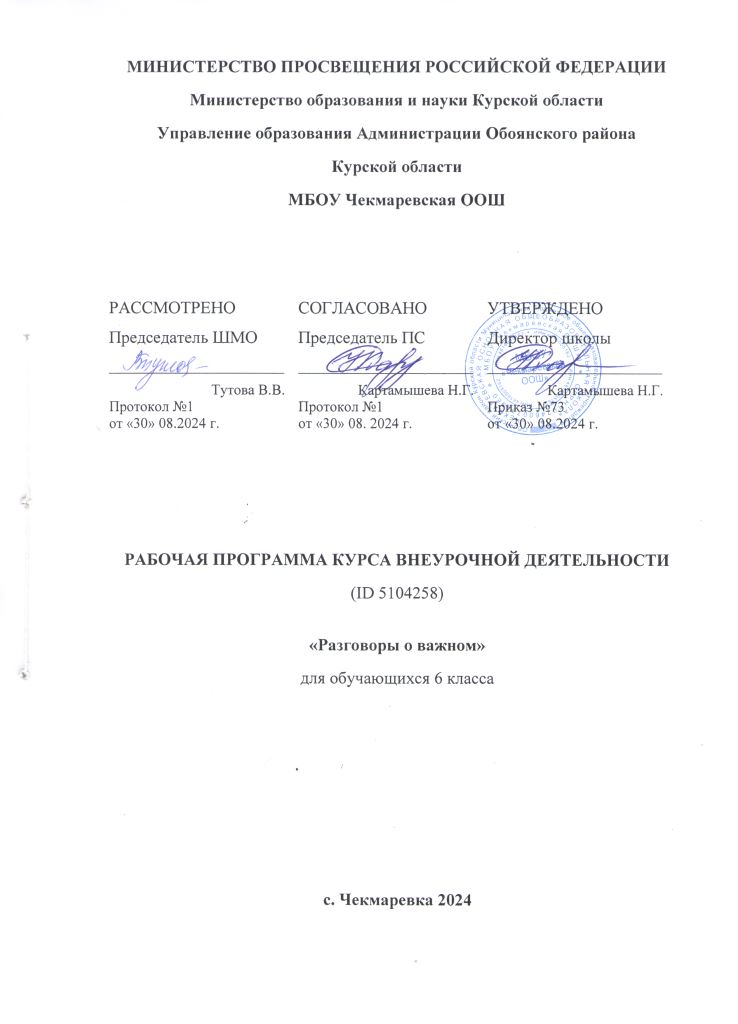 МИНИСТЕРСТВО ПРОСВЕЩЕНИЯ РОССИЙСКОЙ ФЕДЕРАЦИИ
Министерство образования и науки Курской области
Управление образования Администрации Обоянского района
Курской области
МБОУ Чекмаревская ООШ
РАССМОТРЕНО СОГЛАСОВАНО УТВЕРЖДЕНО
Председатель ШМО Председатель ПС Директор школы
Тутова В.В. Картамышева Н.Г. Картамышева Н.Г.
Протокол №1 Протокол №1 Приказ №73
от «30» 08.2024 г. от «30» 08. 2024 г. от «30» 08.2024 г.
ООШ
РАБОЧАЯ ПРОГРАММА КУРСА ВНЕУРОЧНОЙ ДЕЯТЕЛЬНОСТИ
(ID 5104258)
«Разговоры о важном»
для обучающихся 6 класса
с. Чекмаревка 2024